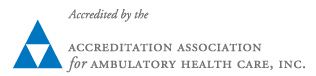 Accredited by the
ACCREDITATION ASSOCIATION
for AMBULATORY HEALTH CARE, INC.